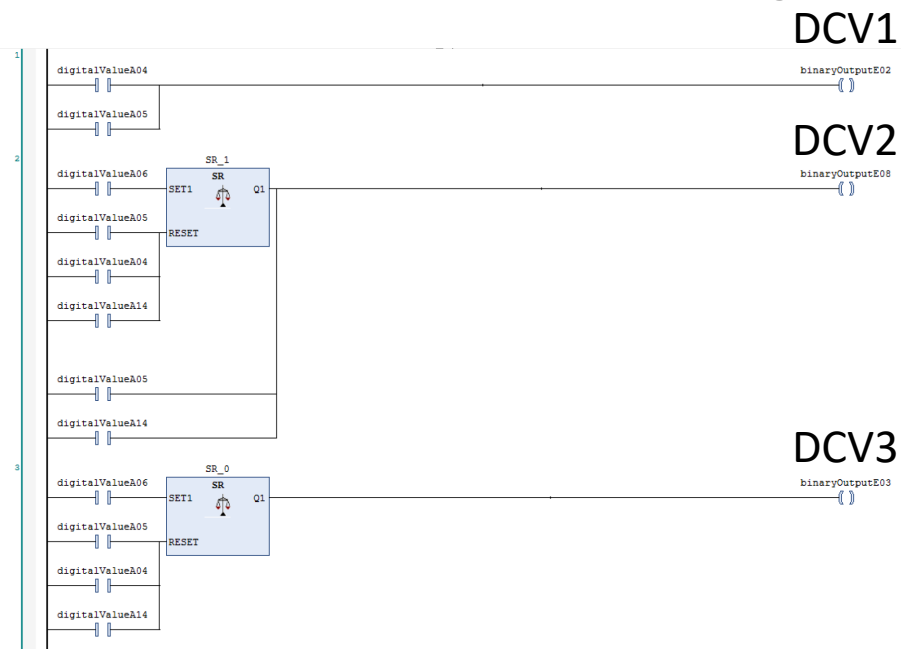 DCV1
1
digitalValueA04 binaryOutputE02
digitalValueA05
DCV2
2
SR_1
digitalValueA06 SR binaryOutputE08
SET1 Q1
digitalValueA05
RESET
digitalValueA04
digitalValueA14
digitalValueA05
digitalValueA14
DCV3
3
SR_0
digitalValueA06 SR binaryOutputE03
SET1 Q1
digitalValueA05
RESET
digitalValueA04
digitalValueA14